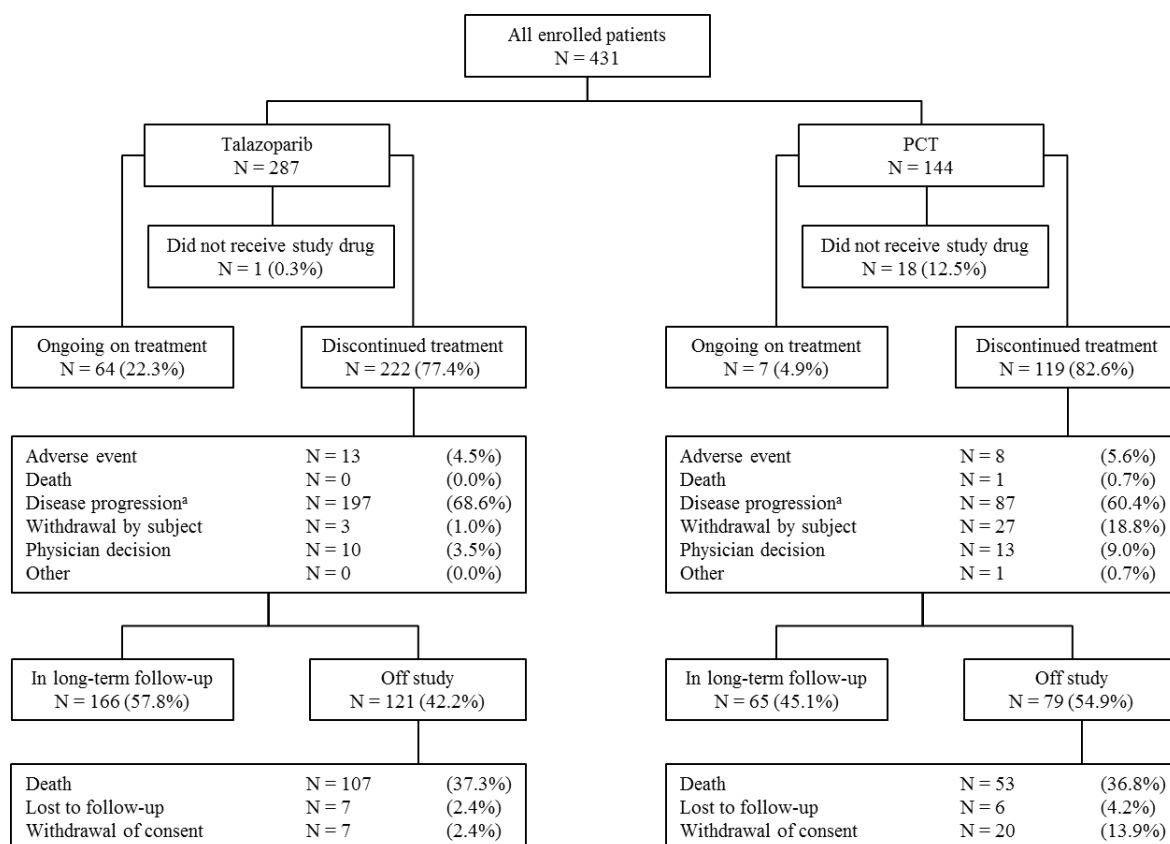 All enrolled patients
N = 431
Talazoparib
N = 287
PCT
N = 144
Did not receive study drug
N = 1 (0.3%)
Did not receive study drug
N = 18 (12.5%)
Ongoing on treatment
N = 64 (22.3%)
Discontinued treatment
N = 222 (77.4%)
Ongoing on treatment
N = 7 (4.9%)
Discontinued treatment
N = 119 (82.6%)
Adverse event N = 13 (4.5%)
Death N = 0 (0.0%)
Disease progressionᵃ N = 197 (68.6%)
Withdrawal by subject N = 3 (1.0%)
Physician decision N = 10 (3.5%)
Other N = 0 (0.0%)
Adverse event N = 8 (5.6%)
Death N = 1 (0.7%)
Disease progressionᵃ N = 87 (60.4%)
Withdrawal by subject N = 27 (18.8%)
Physician decision N = 13 (9.0%)
Other N = 1 (0.7%)
In long-term follow-up
N = 166 (57.8%)
Off study
N = 121 (42.2%)
In long-term follow-up
N = 65 (45.1%)
Off study
N = 79 (54.9%)
Death N = 107 (37.3%)
Lost to follow-up N = 7 (2.4%)
Withdrawal of consent N = 7 (2.4%)
Death N = 53 (36.8%)
Lost to follow-up N = 6 (4.2%)
Withdrawal of consent N = 20 (13.9%)